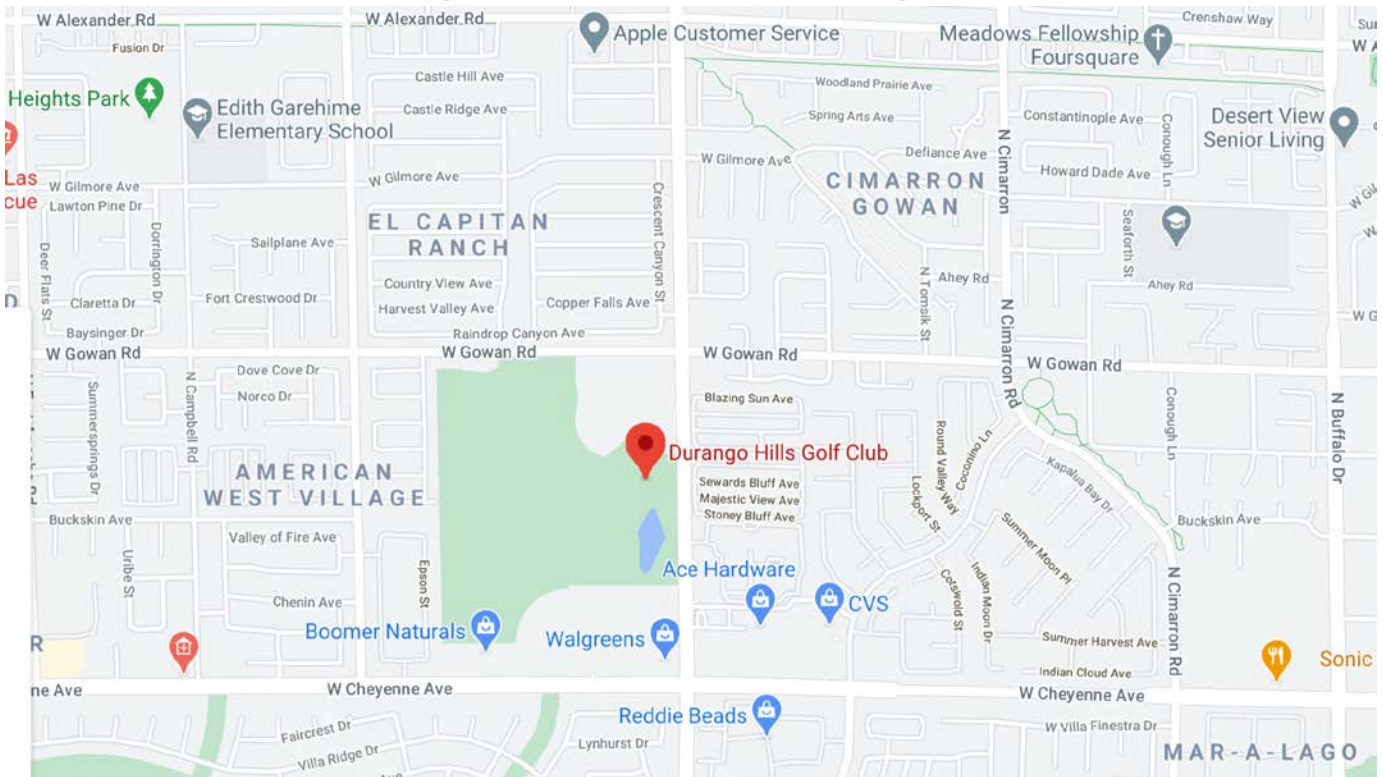 W Alexander Rd
W Alexander Rd
Crenshaw Way
Fusion Dr
Apple Customer Service
Meadows Fellowship
Foursquare
Castle Hill Ave
Woodland Prairie Ave
Heights Park
Edith Garehime
Elementary School
Castle Ridge Ave
Spring Arts Ave
Constantinople Ave
Conough Ln
Desert View
Senior Living
N Cimarron
W Gilmore Ave
Defiance Ave
Howard Dade Ave
Las
cue
W Gilmore Ave
Lawton Pine Dr
W Gilmore Ave
Crescent Canyon St
CIMARRON
GOWAN
EL CAPITAN
RANCH
Dorrington Dr
Deer Flats St
Sailplane Ave
Seaforth St
N Tomsik St
Ahey Rd
Ahey Rd
Country View Ave
Claretta Dr
Fort Crestwood Dr
Harvest Valley Ave
Copper Falls Ave
N Cimarron Rd
Baysinger Dr
Raindrop Canyon Ave
W Gowan Rd
W Gowan Rd
W Gowan Rd
W Gowan Rd
Dove Cove Dr
Norco Dr
Summersprings Dr
N Campbell Rd
Blazing Sun Ave
Round Valley Way
Coconino Ln
Conough Ln
N Buffalo Dr
Durango Hills Golf Club
AMERICAN
WEST VILLAGE
Sewards Bluff Ave
Majestic View Ave
Stoney Bluff Ave
Lockport St
Kapalua Bay Dr
Buckskin Ave
Buckskin Ave
Valley of Fire Ave
Summer Moon Pl
Uribe St
Epson St
Ace Hardware
CVS
Cotswold St
Indian Moon Dr
N Cimarron Rd
Chenin Ave
Boomer Naturals
Walgreens
Summer Harvest Ave
Indian Cloud Ave
Sonic
R
ne Ave
W Cheyenne Ave
W Cheyenne Ave
Reddie Beads
Faircrest Dr
Villa Ridge Dr
Lynhurst Dr
W Villa Finestra Dr
MAR-A-LAGO